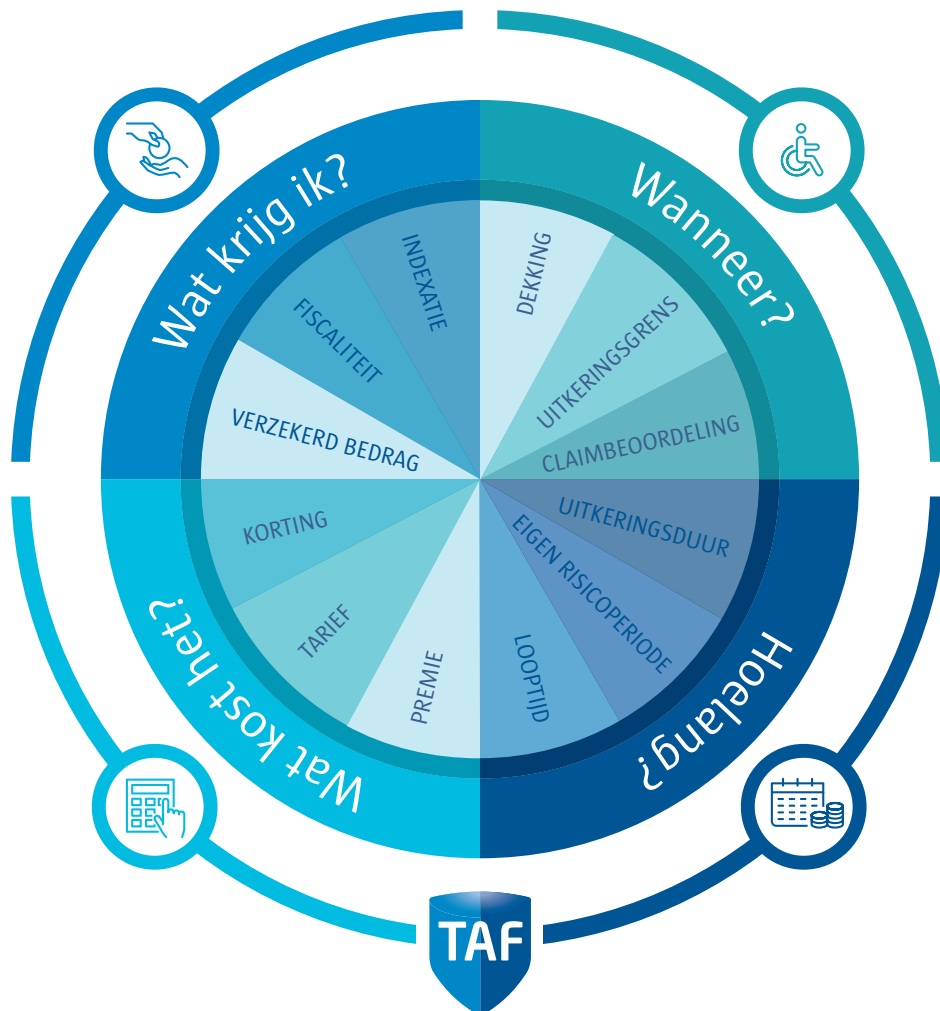 Wat krijg ik?
Wanneer?
INDEXATIE
DEKKING
FISCALITEIT
UITKERINGSGRENS
VERZEKERD BEDRAG
CLAIMBEOORDELING
KORTING
UITKERINGSDUUR
TARIEF
EIGEN RISICOPERIODE
PREMIE
LOOPTIJD
Wat kost het?
Hoelang?
TAF